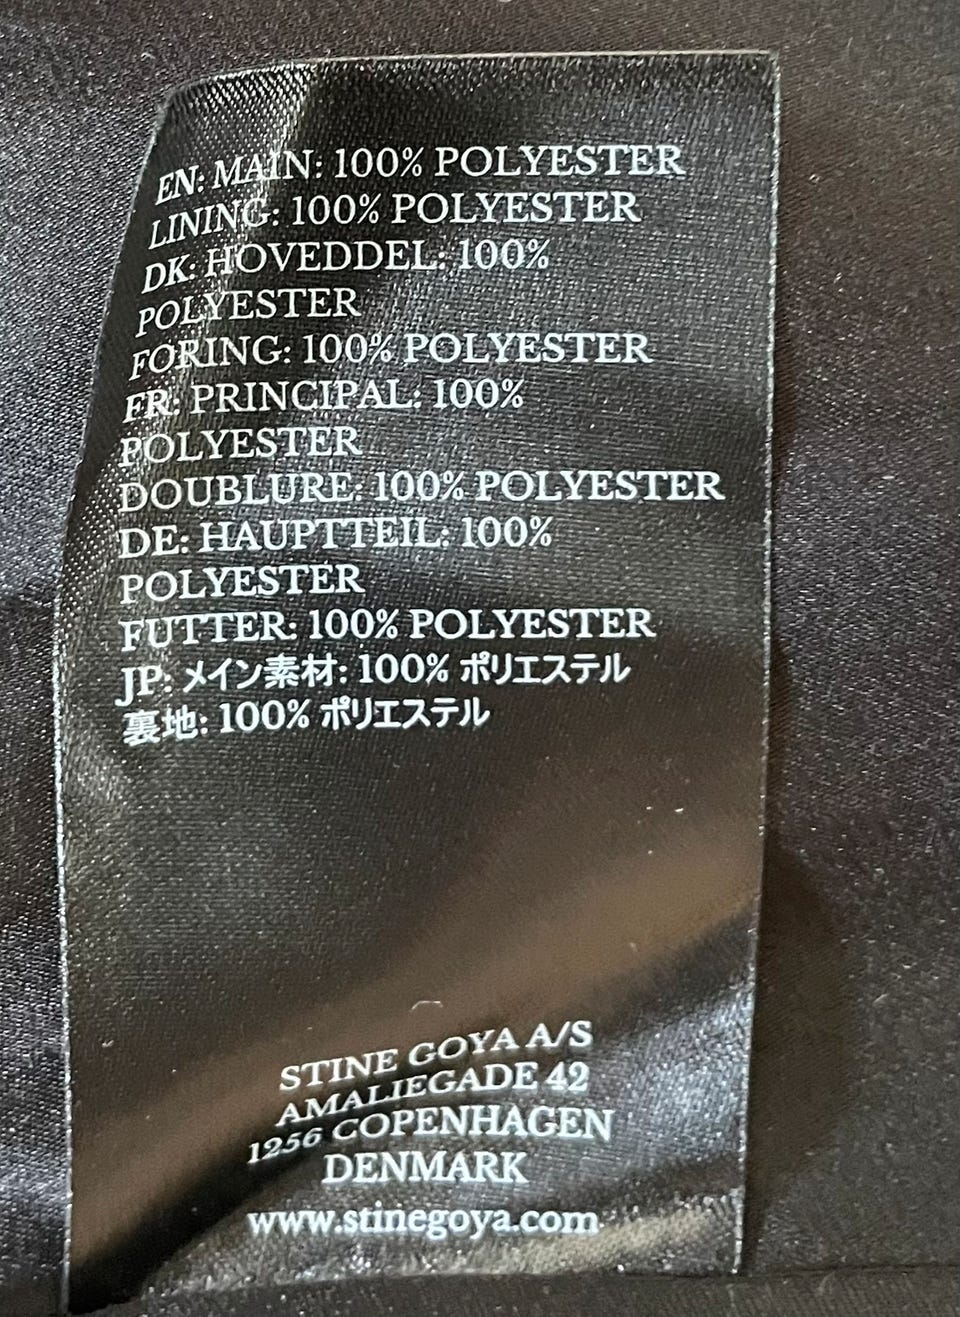 EN: MAIN: 100% POLYESTER
LINING: 100% POLYESTER
DK: HOVEDDEL: 100%
POLYESTER
FORING: 100% POLYESTER
FR: PRINCIPAL: 100%
POLYESTER
DOUBLURE: 100% POLYESTER
DE: HAUPTTEIL: 100%
POLYESTER
FUTTER: 100% POLYESTER
JP: メイン素材: 100% ポリエステル
裏地: 100% ポリエステル
STINE GOYA A/S
AMALIEGADE 42
1256 COPENHAGEN
DENMARK
www.stinegoya.com